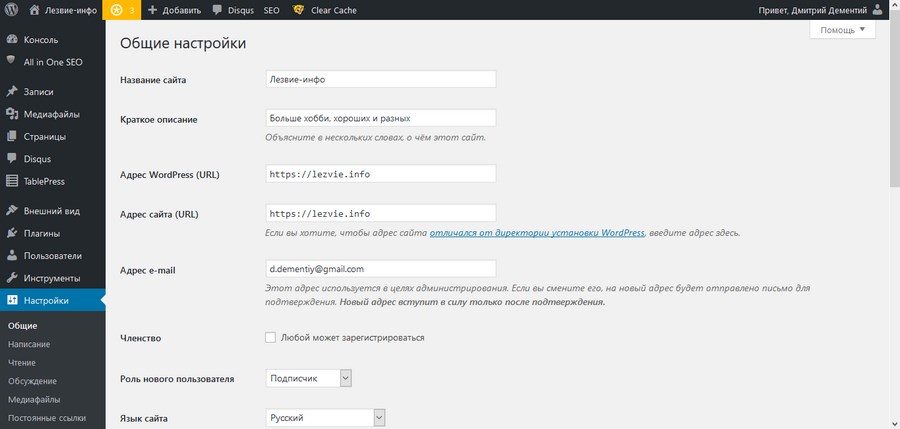 Лезвие-инфо 3 Добавить Disqus SEO Clear Cache Привет, Дмитрий Дементий
Помощь
Консоль
All in One SEO
Записи
Медиафайлы
Страницы
Disqus
TablePress
Внешний вид
Плагины
Пользователи
Инструменты
Настройки
Общие
Написание
Чтение
Обсуждение
Медиафайлы
Постоянные ссылки
Общие настройки
Название сайта Лезвие-инфо
Краткое описание Больше хобби, хороших и разных
Объясните в нескольких словах, о чём этот сайт.
Адрес WordPress (URL) https://lezvie.info
Адрес сайта (URL) https://lezvie.info
Если вы хотите, чтобы адрес сайта отличался от директории установки WordPress, введите адрес здесь.
Адрес e-mail d.dementiy@gmail.com
Этот адрес используется в целях администрирования. Если вы смените его, на новый адрес будет отправлено письмо для
подтверждения. Новый адрес вступит в силу только после подтверждения.
Членство Любой может зарегистрироваться
Роль нового пользователя Подписчик
Язык сайта Русский